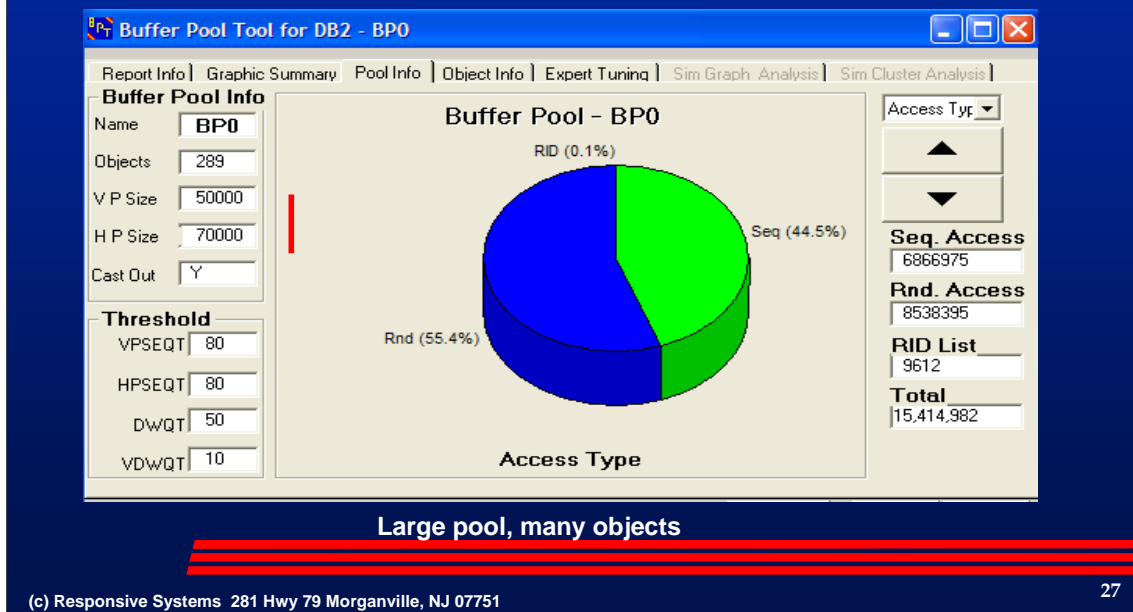 BPT Buffer Pool Tool for DB2 - BP0
Report Info Graphic Summary Pool Info Object Info Expert Tuning Sim Graph Analysis Sim Cluster Analysis
Buffer Pool Info
Name BP0
Objects 289
V P Size 50000
H P Size 70000
Cast Out Y
Threshold
VPSEQT 80
HPSEQT 80
DWQT 50
VDWQT 10
Buffer Pool - BP0
RID (0.1%)
Seq (44.5%)
Rnd (55.4%)
Access Type
Access Typ
Seq. Access
6866975
Rnd. Access
8538395
RID List
9612
Total
15,414,982
Large pool, many objects
(c) Responsive Systems 281 Hwy 79 Morganville, NJ 07751
27